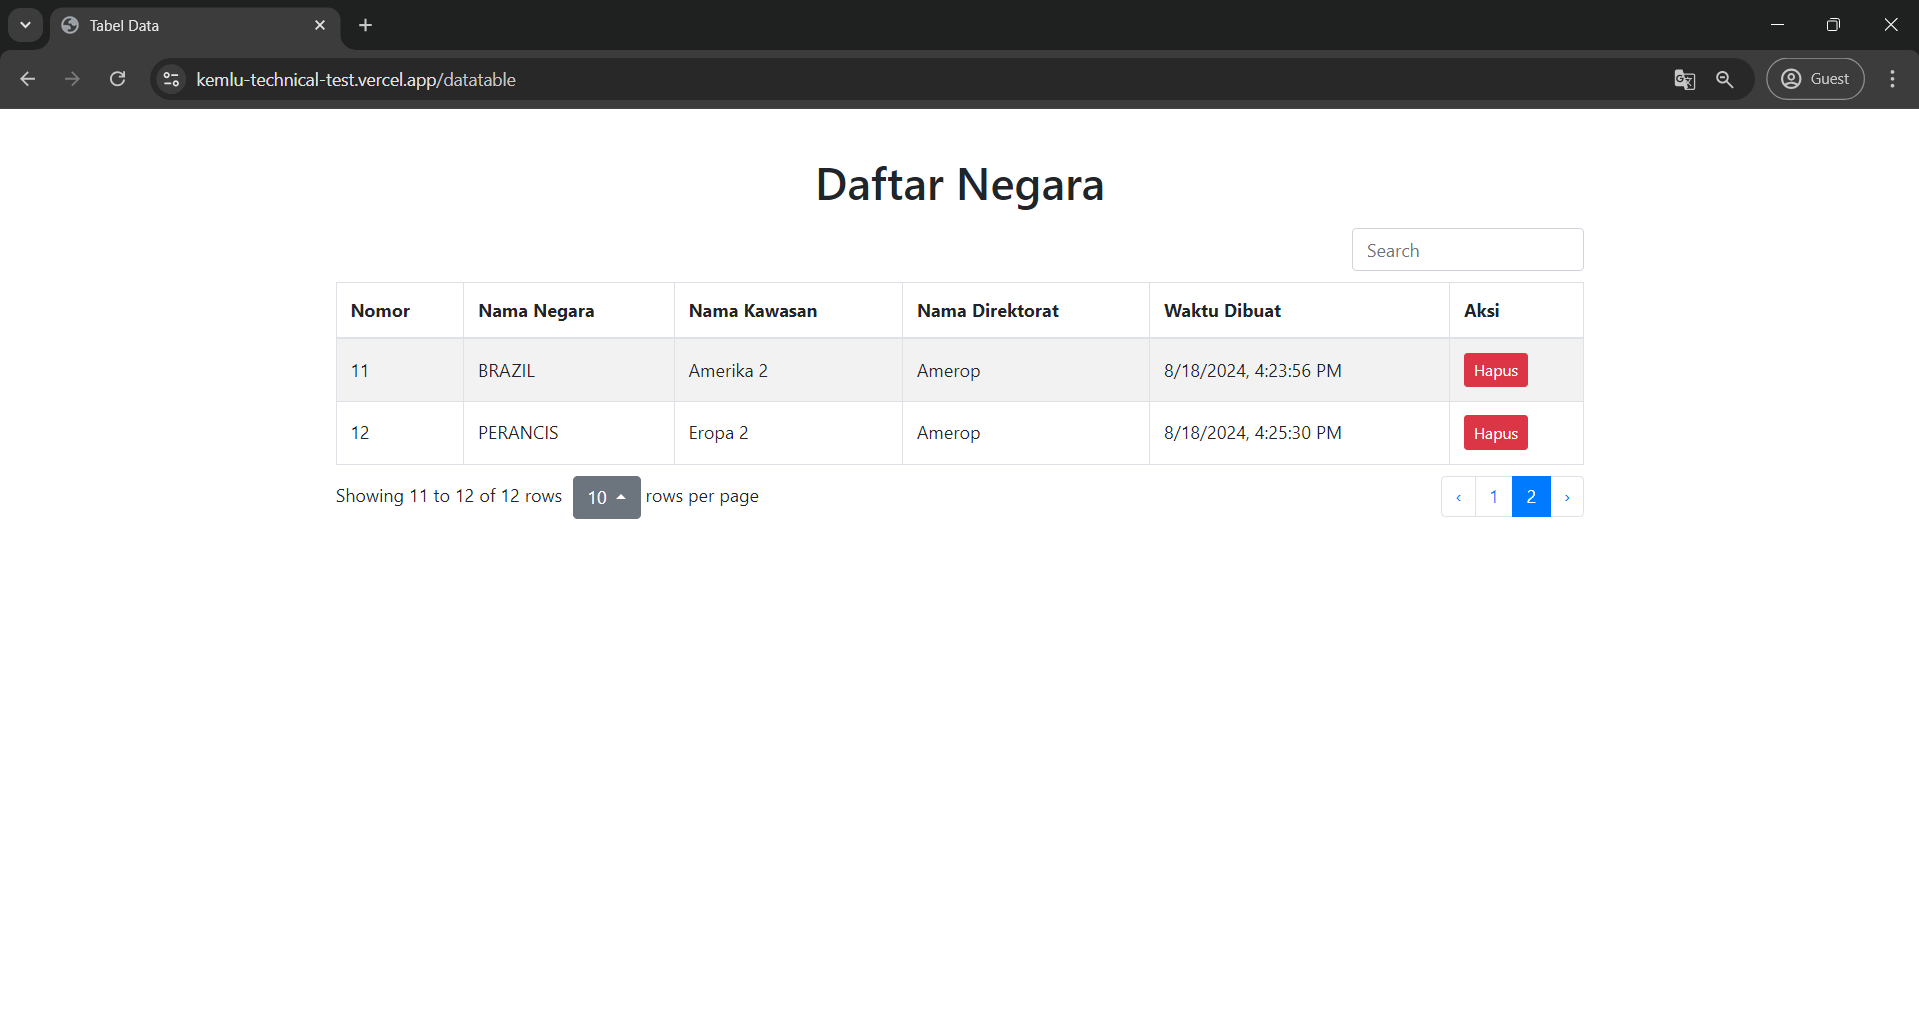 Tabel Data
kemlu-technical-test.vercel.app/datatable
Guest
Daftar Negara
Search
Nomor Nama Negara Nama Kawasan Nama Direktorat Waktu Dibuat Aksi
11 BRAZIL Amerika 2 Amerop 8/18/2024, 4:23:56 PM Hapus
12 PERANCIS Eropa 2 Amerop 8/18/2024, 4:25:30 PM Hapus
Showing 11 to 12 of 12 rows 10 rows per page ‹ 1 2 ›